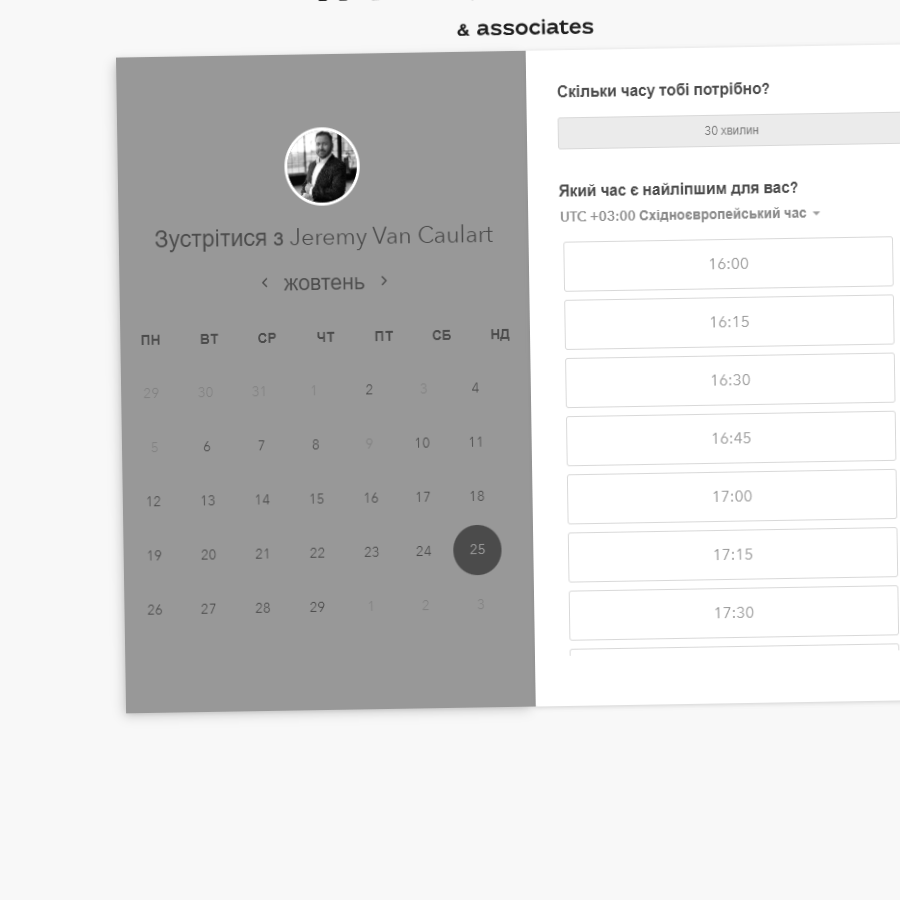 & associates
Зустрітися з Jeremy Van Caulart
жовтень
ПН ВТ СР ЧТ ПТ СБ НД
29 30 31 1 2 3 4
5 6 7 8 9 10 11
12 13 14 15 16 17 18
19 20 21 22 23 24 25
26 27 28 29 1 2 3
Скільки часу тобі потрібно?
30 хвилин
Який час є найліпшим для вас?
UTC +03:00 Східноєвропейський час
16:00
16:15
16:30
16:45
17:00
17:15
17:30